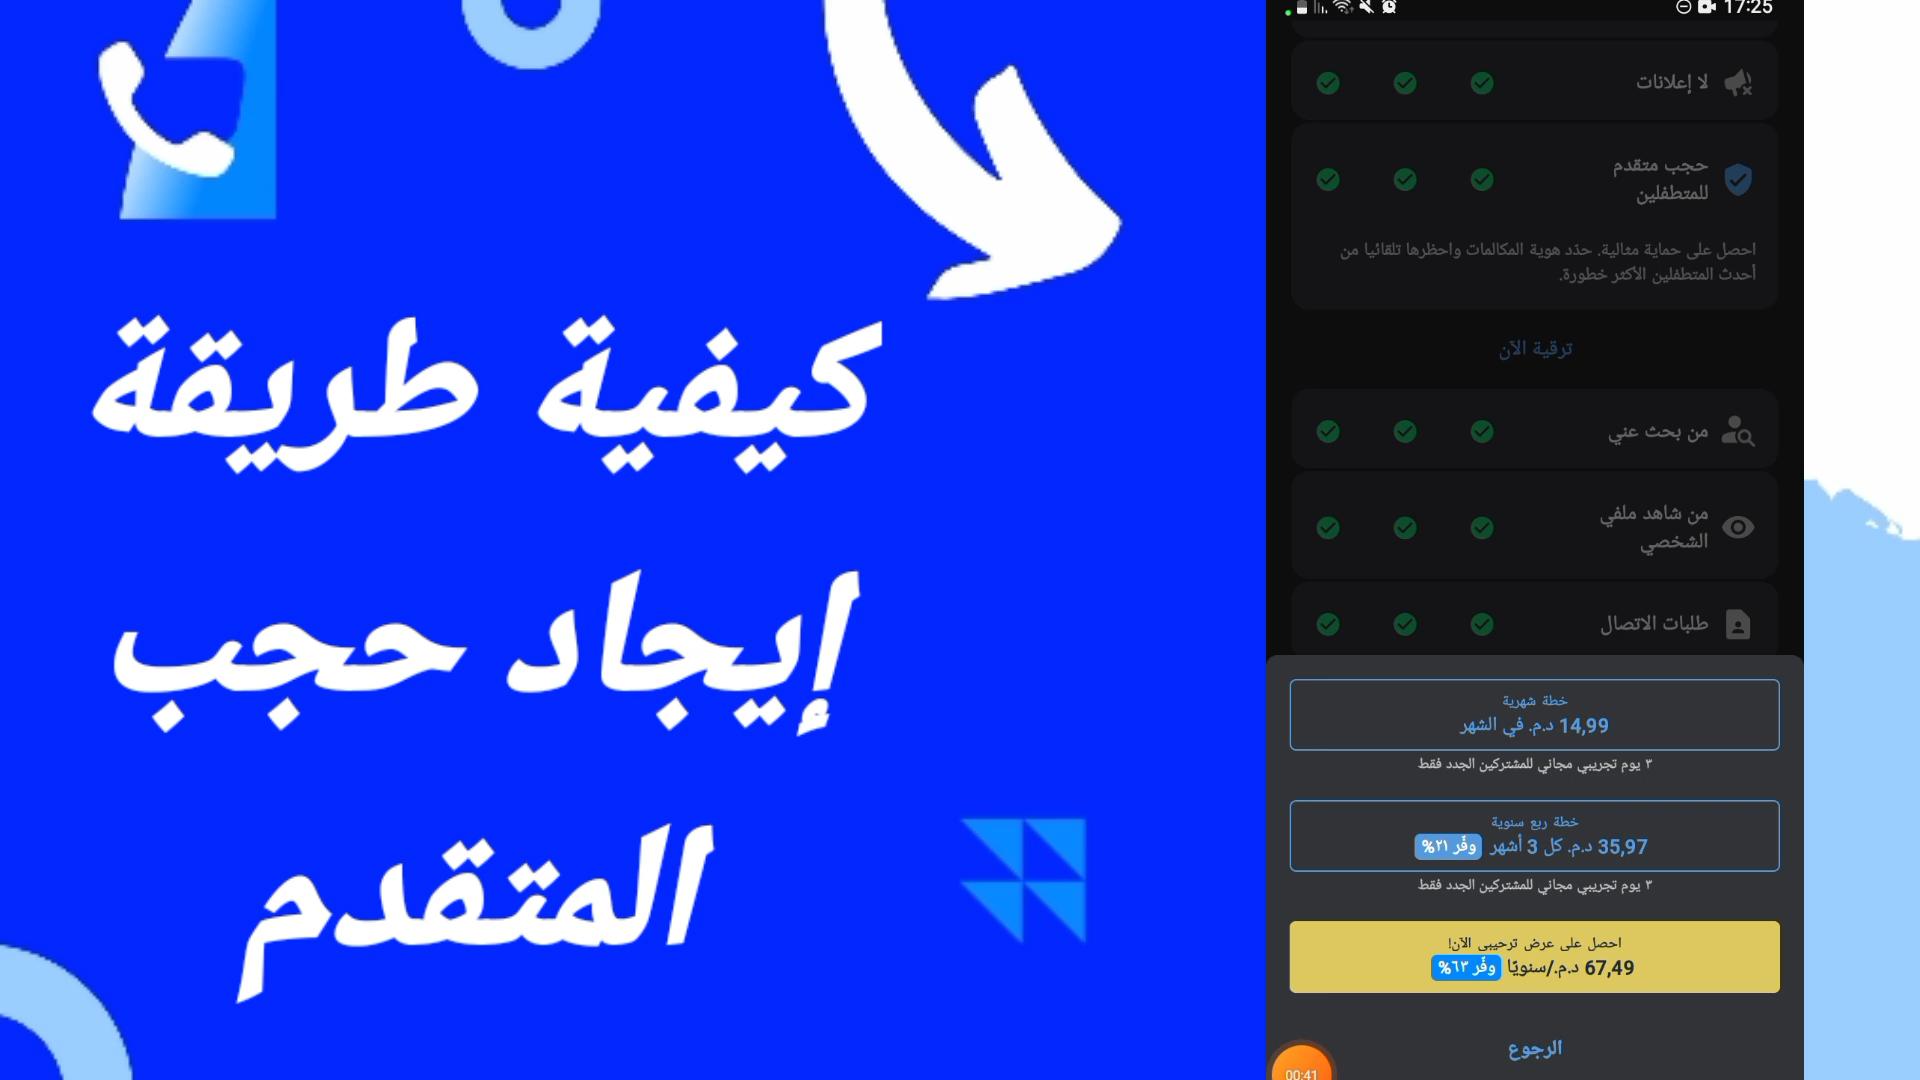 كيفية طريقة
إيجاد حجب
المتقدم
17:25
لا إعلانات
حجب متقدم
للمتطفلين
احصل على حماية مثالية. حدّد هوية المكالمات واحظرها تلقائيا من
أحدث المتطفلين الأكثر خطورة.
ترقية الآن
من بحث عني
من شاهد ملفي
الشخصي
طلبات الاتصال
خطة شهرية
14,99 د.م.‏ في الشهر
٣ يوم تجريبي مجاني للمشتركين الجدد فقط
خطة ربع سنوية
35,97 د.م.‏ كل 3 أشهر وفّر ٢١%
٣ يوم تجريبي مجاني للمشتركين الجدد فقط
احصل على عرض ترحيبي الآن!
67,49 د.م.‏/سنويًا وفّر ٦٣%
الرجوع
00:41